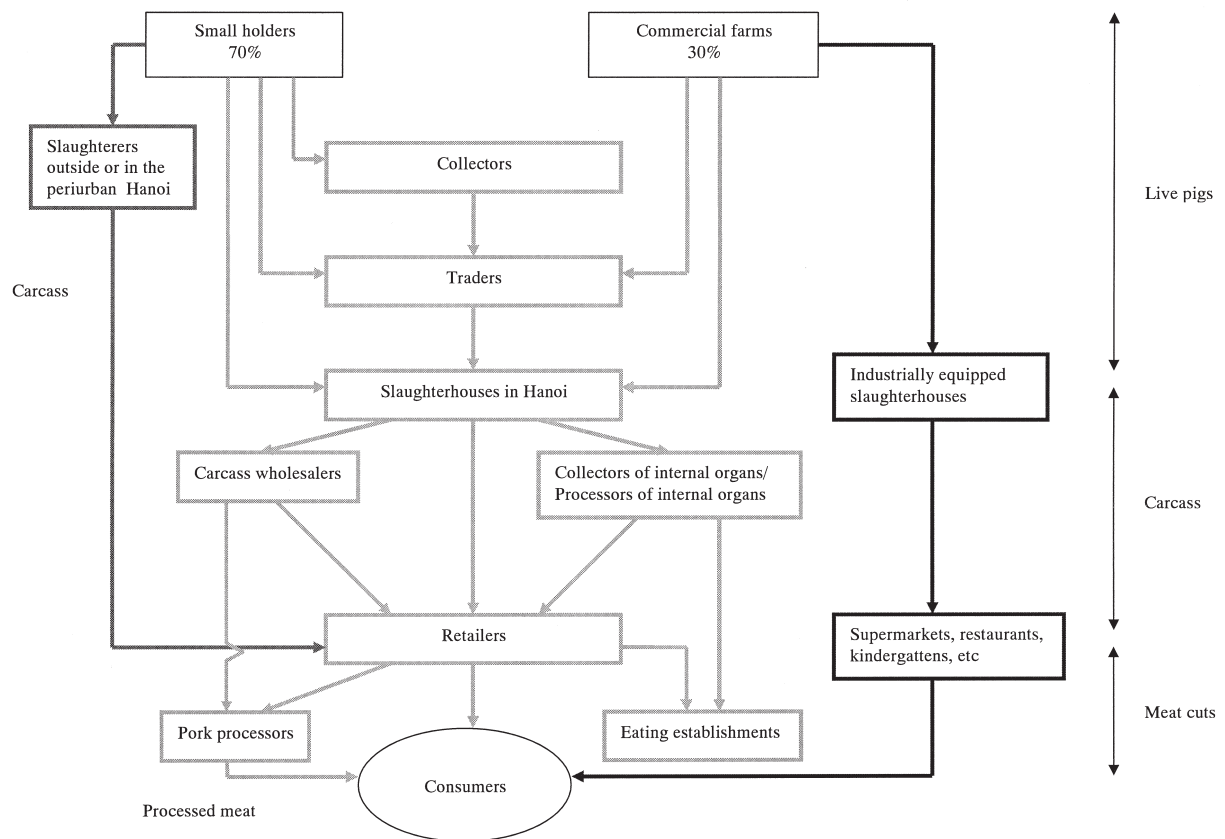 Small holders
70%
Commercial farms
30%
Slaughterers
outside or in the
periurban Hanoi
Collectors
Live pigs
Traders
Carcass
Slaughterhouses in Hanoi
Industrially equipped
slaughterhouses
Carcass wholesalers
Collectors of internal organs/
Processors of internal organs
Carcass
Retailers
Supermarkets, restaurants,
kindergattens, etc
Pork processors
Eating establishments
Meat cuts
Consumers
Processed meat